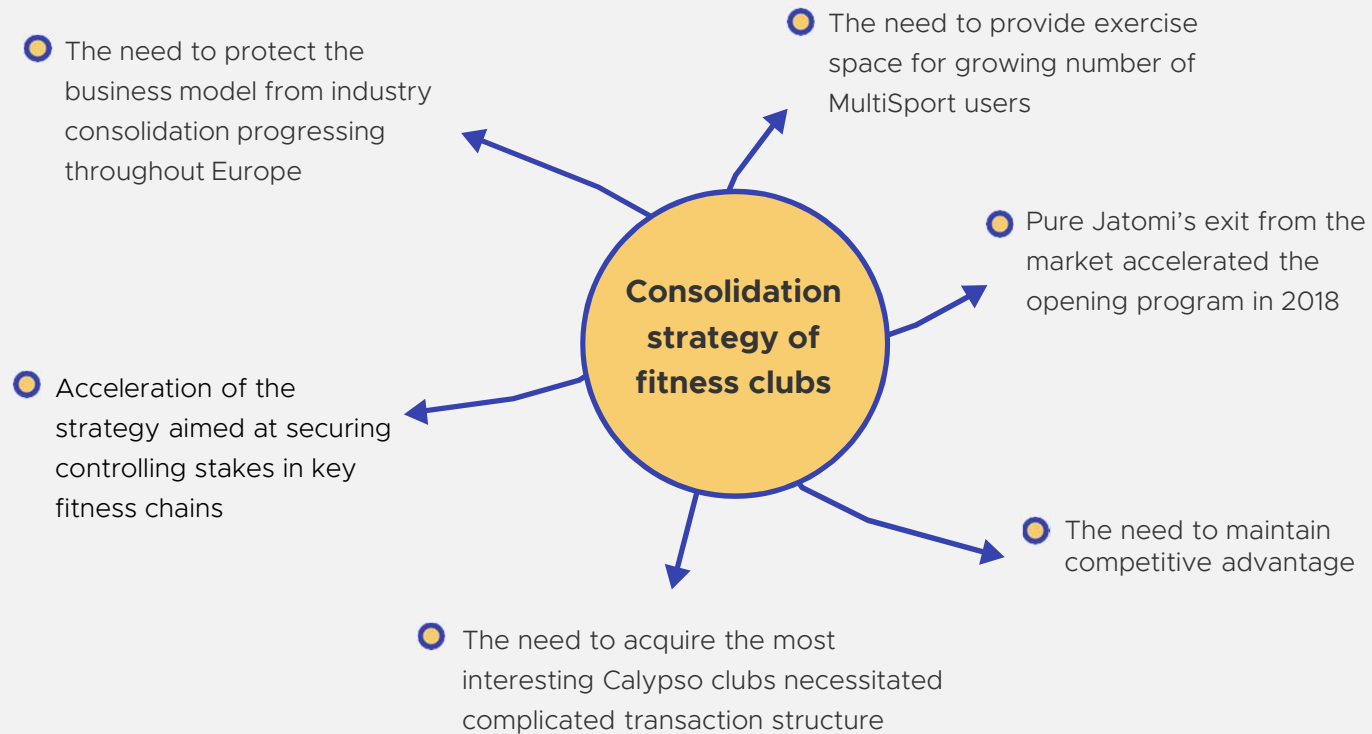 The need to protect the
business model from industry
consolidation progressing
throughout Europe
The need to provide exercise
space for growing number of
MultiSport users
Pure Jatomi’s exit from the
market accelerated the
opening program in 2018
Consolidation
strategy of
fitness clubs
Acceleration of the
strategy aimed at securing
controlling stakes in key
fitness chains
The need to maintain
competitive advantage
The need to acquire the most
interesting Calypso clubs necessitated
complicated transaction structure